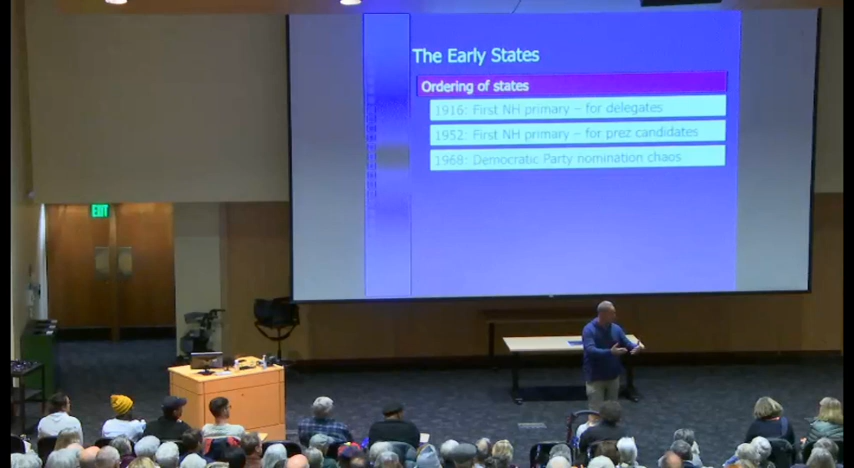 The Early States
Ordering of states
1916: First NH primary – for delegates
1952: First NH primary – for prez candidates
1968: Democratic Party nomination chaos
EXIT